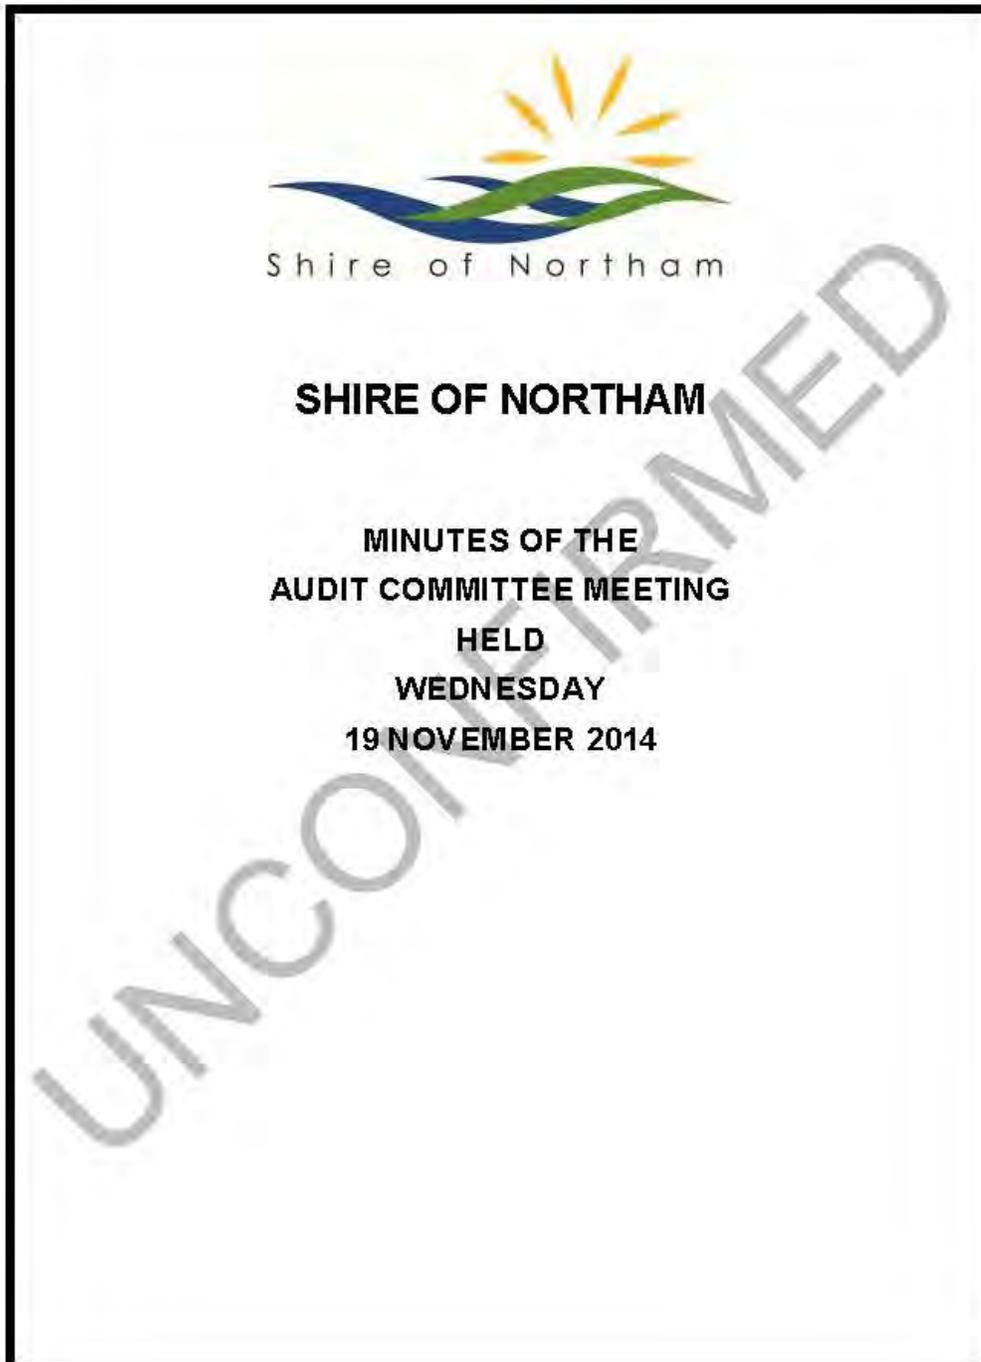 Shire of Northam
SHIRE OF NORTHAM
MINUTES OF THE
AUDIT COMMITTEE MEETING
HELD
WEDNESDAY
19 NOVEMBER 2014
UNCONFIRMED